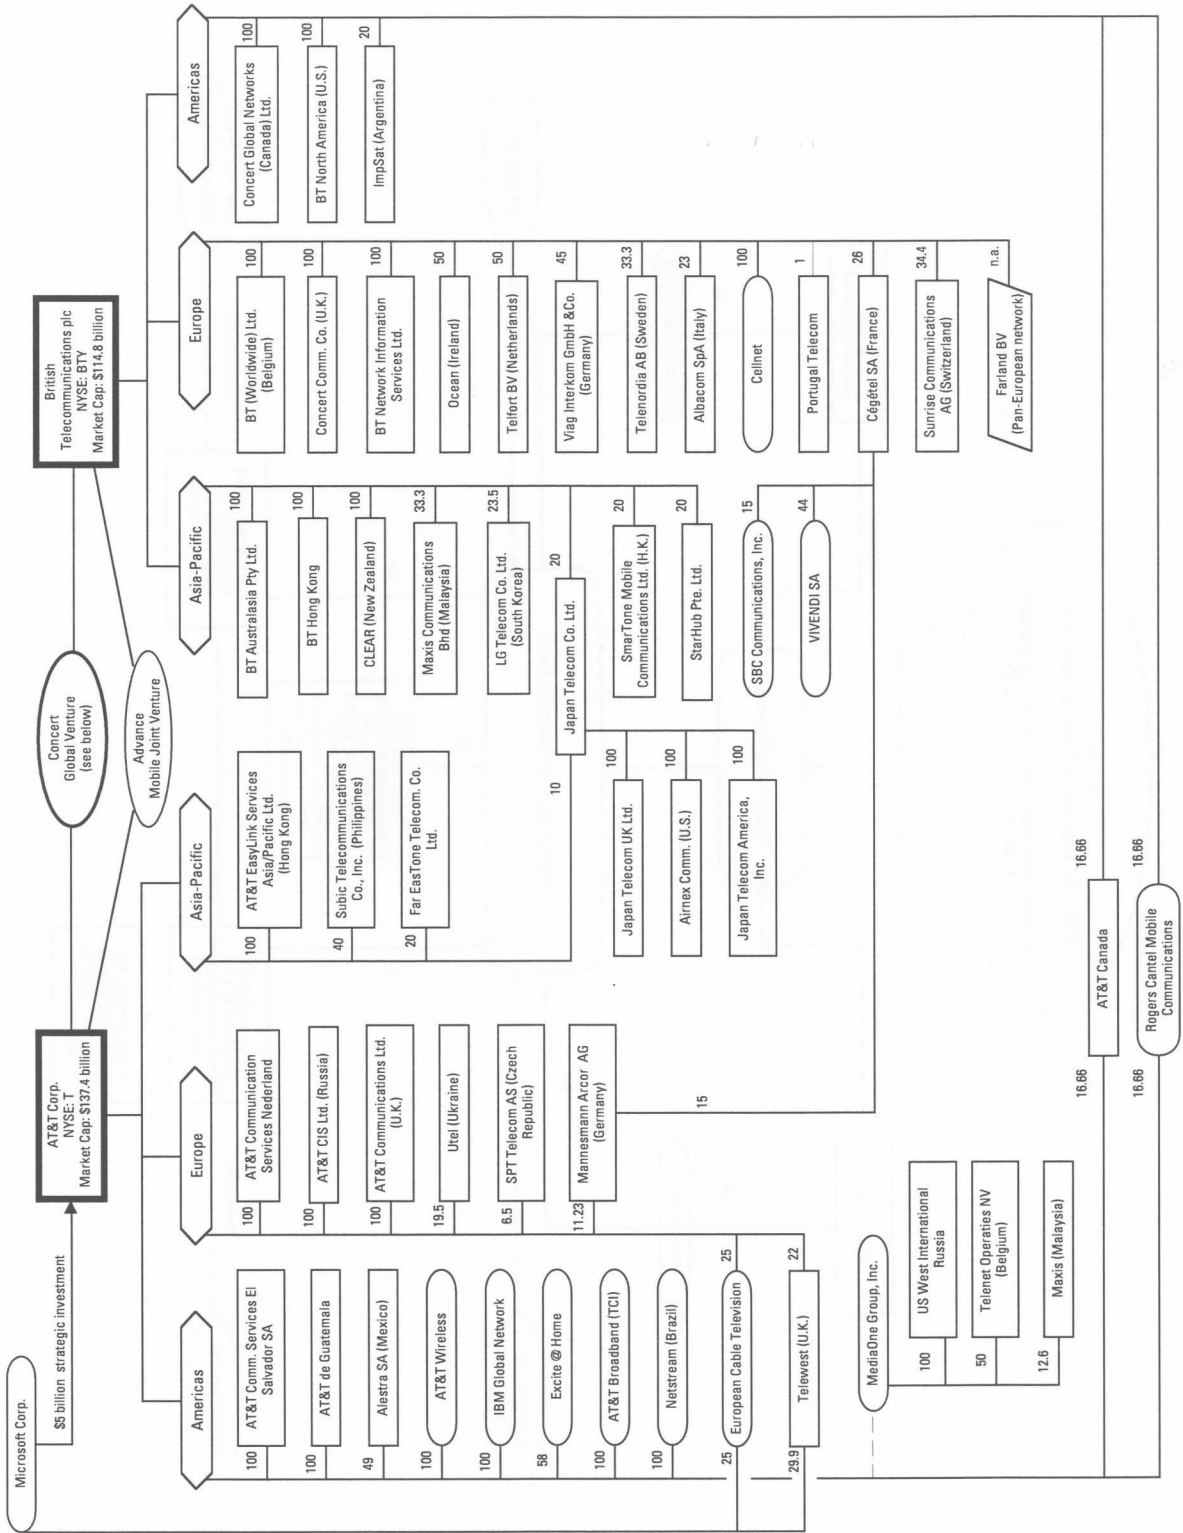 Microsoft Corp.
$5 billion strategic investment
AT&T Corp.
NYSE: T
Market Cap: $137.4 billion
Concert
Global Venture
(see below)
Advance
Mobile Joint Venture
British
Telecommunications plc
NYSE: BTY
Market Cap: $114.8 billion
Americas
100
AT&T Comm. Services El
Salvador SA
100
AT&T de Guatemala
49
Alestra SA (Mexico)
100
AT&T Wireless
100
IBM Global Network
58
Excite @ Home
100
AT&T Broadband (TCI)
100
Netstream (Brazil)
25
European Cable Television
25
29.9
Telewest (U.K.)
22
MediaOne Group, Inc.
100
US West International
Russia
50
Telenet Operaties NV
(Belgium)
12.6
Maxis (Malaysia)
Europe
100
AT&T Communication
Services Nederland
100
AT&T CIS Ltd. (Russia)
100
AT&T Communications Ltd.
(U.K.)
19.5
Utel (Ukraine)
6.5
SPT Telecom AS (Czech
Republic)
11.23
Mannesmann Arcor AG
(Germany)
15
Asia-Pacific
100
AT&T EasyLink Services
Asia/Pacific Ltd.
(Hong Kong)
40
Subic Telecommunications
Co., Inc. (Philippines)
20
Far EasTone Telecom. Co.
Ltd.
10
Japan Telecom Co. Ltd.
20
100
Japan Telecom UK Ltd.
100
Airnex Comm. (U.S.)
100
Japan Telecom America,
Inc.
Asia-Pacific
BT Australasia Pty Ltd.
100
BT Hong Kong
100
CLEAR (New Zealand)
100
Maxis Communications
Bhd (Malaysia)
33.3
LG Telecom Co. Ltd.
(South Korea)
23.5
SmarTone Mobile
Communications Ltd. (H.K.)
20
StarHub Pte. Ltd.
20
SBC Communications, Inc.
15
VIVENDI SA
44
Europe
BT (Worldwide) Ltd.
(Belgium)
100
Concert Comm. Co. (U.K.)
100
BT Network Information
Services Ltd.
100
Ocean (Ireland)
50
Telfort BV (Netherlands)
50
Viag Interkom GmbH &Co.
(Germany)
45
Telenordia AB (Sweden)
33.3
Albacom SpA (Italy)
23
Cellnet
100
Portugal Telecom
1
Cégétel SA (France)
26
Sunrise Communications
AG (Switzerland)
34.4
Farland BV
(Pan-European network)
n.a.
Americas
Concert Global Networks
(Canada) Ltd.
100
BT North America (U.S.)
100
ImpSat (Argentina)
20
16.66
AT&T Canada
16.66
16.66
Rogers Cantel Mobile
Communications
16.66